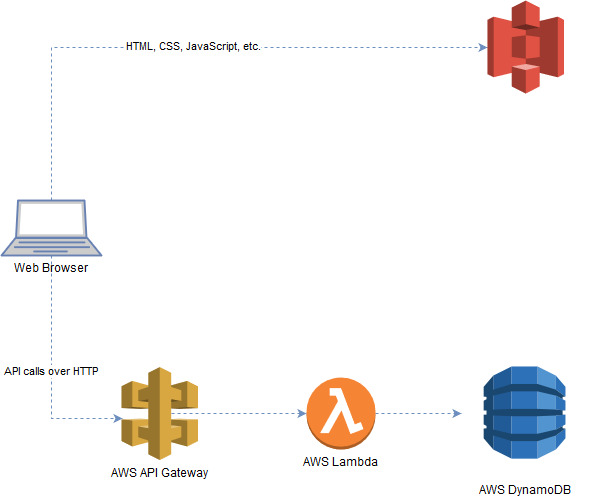 HTML, CSS, JavaScript, etc.
Web Browser
API calls over HTTP
AWS API Gateway
AWS Lambda
AWS DynamoDB